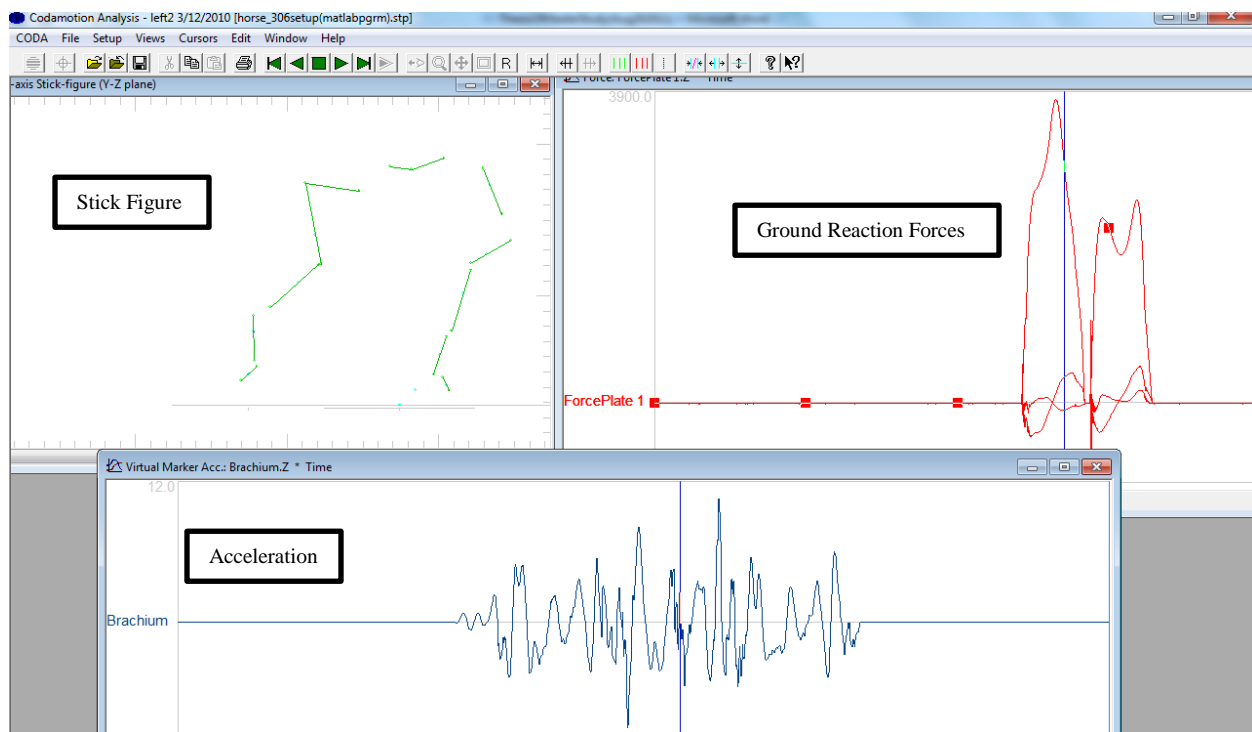 Codamotion Analysis - left2 3/12/2010 [horse_306setup(matlabpgrm).stp]
CODA File Setup Views Cursors Edit Window Help
R
-axis Stick-figure (Y-Z plane)
Force: ForcePlate 1.Z * Time
3900.0
Stick Figure
Ground Reaction Forces
ForcePlate 1
Virtual Marker Acc.: Brachium.Z * Time
12.0
Acceleration
Brachium